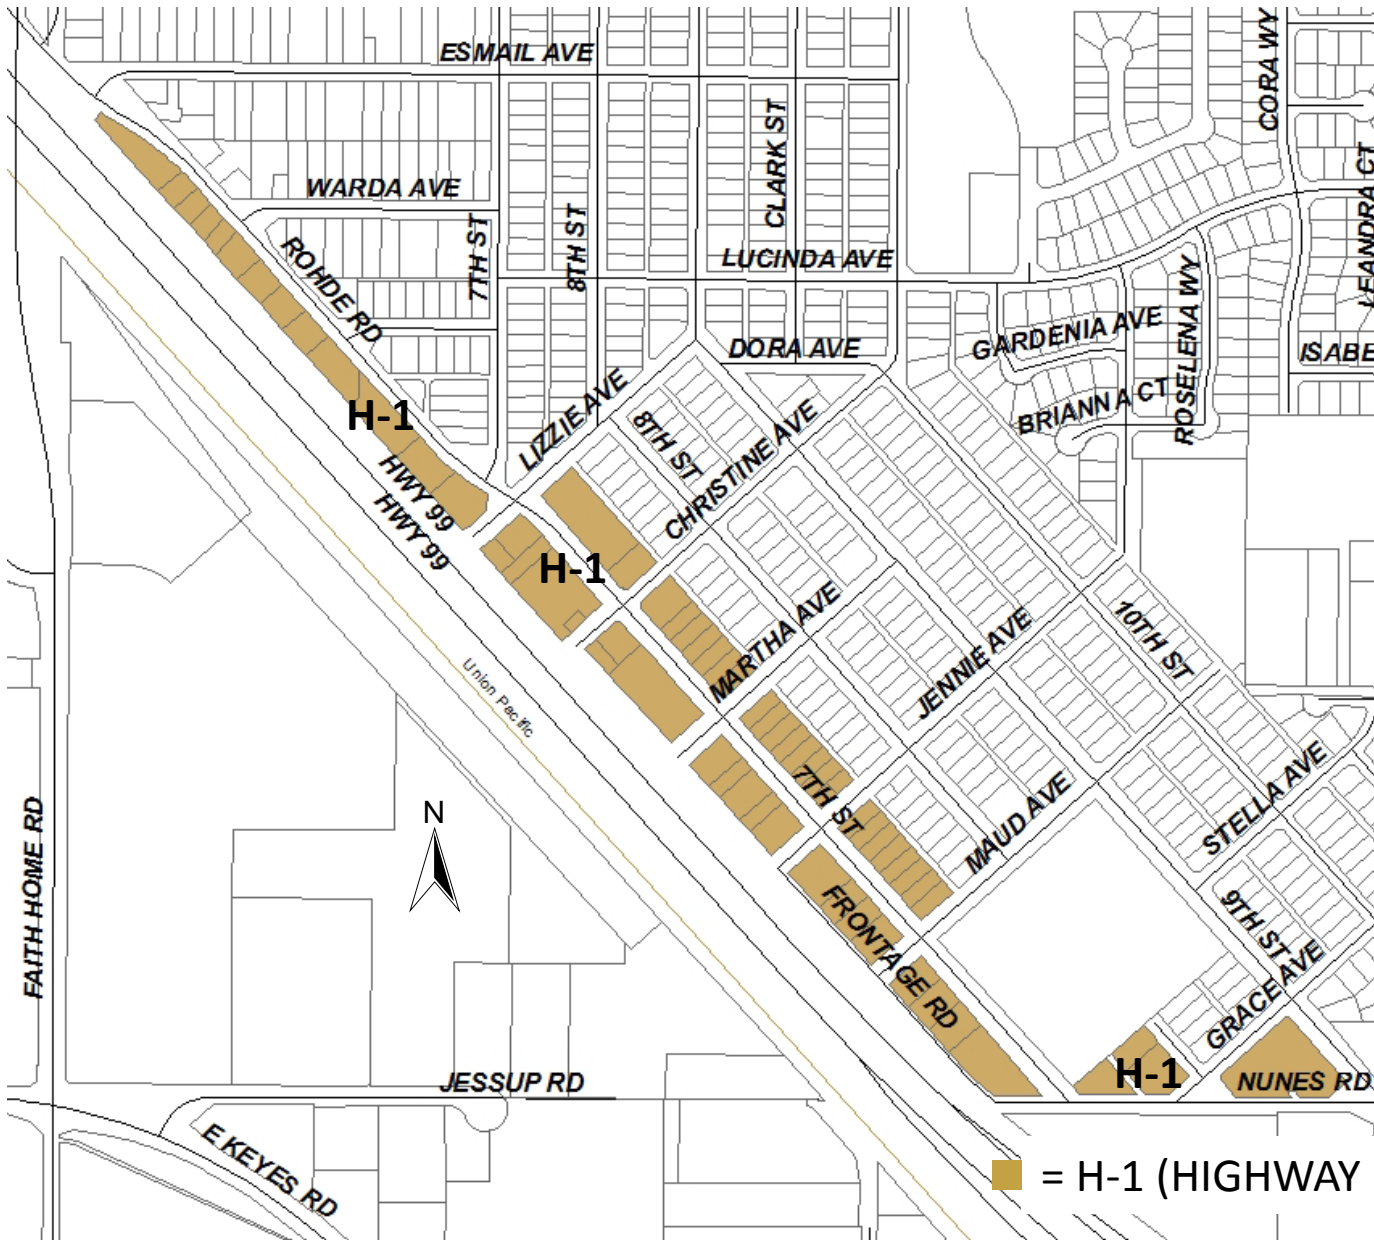 ESMAIL AVE
CORA WY
CLARK ST
LEANDRA CT
WARDA AVE
7TH ST
8TH ST
ROHDE RD
LUCINDA AVE
ROSELENA WY
GARDENIA AVE
DORA AVE
ISABE
BRIANNA CT
LIZZIE AVE
8TH ST
CHRISTINE AVE
H-1
HWY 99
HWY 99
H-1
MARTHA AVE
JENNIE AVE
10TH ST
Union Pacific
7TH ST
MAUD AVE
STELLA AVE
N
FAITH HOME RD
FRONTAGE RD
9TH ST
GRACE AVE
H-1
NUNES RD
JESSUP RD
E KEYES RD
= H-1 (HIGHWAY